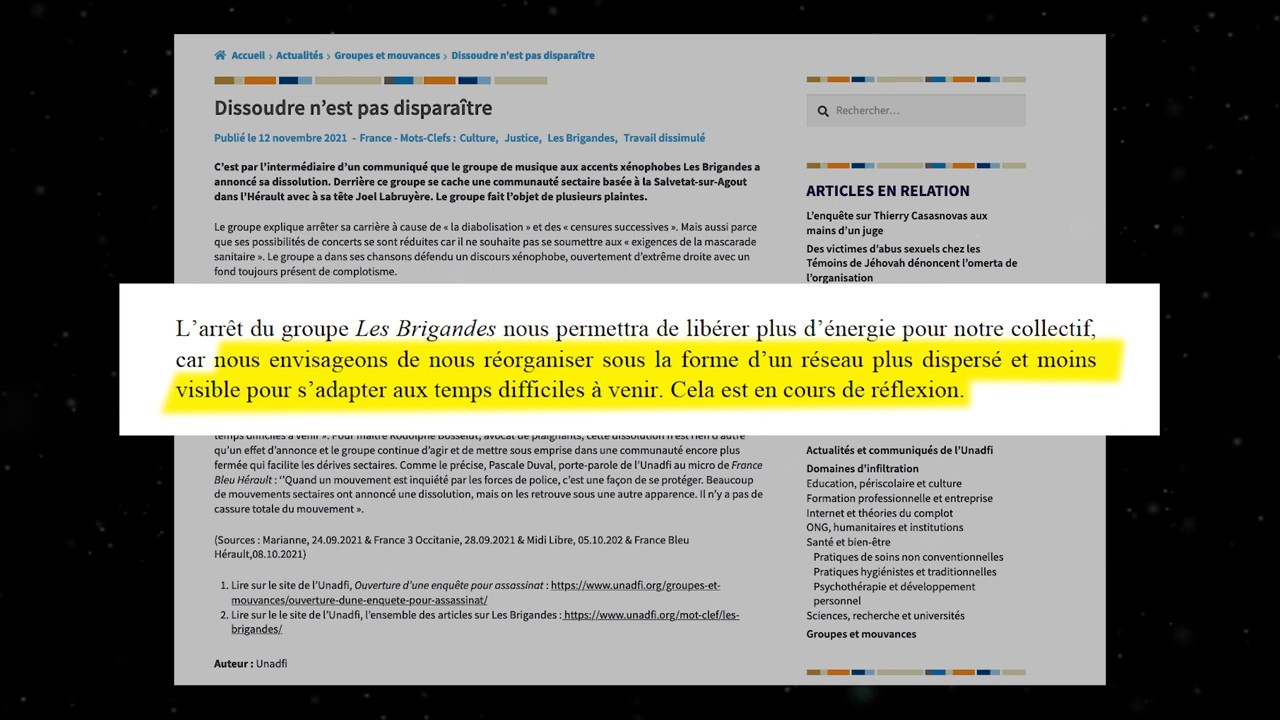 Accueil › Actualités › Groupes et mouvances › Dissoudre n’est pas disparaître
Dissoudre n’est pas disparaître
Publié le 12 novembre 2021 - France - Mots-Clefs : Culture, Justice, Les Brigandes, Travail dissimulé
C’est par l’intermédiaire d’un communiqué que le groupe de musique aux accents xénophobes Les Brigandes a
annoncé sa dissolution. Derrière ce groupe se cache une communauté sectaire basée à la Salvetat-sur-Agout
dans l’Hérault avec à sa tête Joel Labruyère. Le groupe fait l’objet de plusieurs plaintes.
Le groupe explique arrêter sa carrière à cause de « la diabolisation » et des « censures successives ». Mais aussi parce
que ses possibilités de concerts se sont réduites car il ne souhaite pas se soumettre aux « exigences de la mascarade
sanitaire ». Le groupe a dans ses chansons défendu un discours xénophobe, ouvertement d’extrême droite avec un
fond toujours présent de complotisme.
L’arrêt du groupe Les Brigandes nous permettra de libérer plus d’énergie pour notre collectif,
car nous envisageons de nous réorganiser sous la forme d’un réseau plus dispersé et moins
visible pour s’adapter aux temps difficiles à venir. Cela est en cours de réflexion.
temps difficiles à venir ». Pour maître Rodolphe Bosselut, avocat de plaignants, cette dissolution n’est rien d’autre
qu’un effet d’annonce et le groupe continue d’agir et de mettre sous emprise dans une communauté encore plus
fermée qui facilite les dérives sectaires. Comme le précise, Pascale Duval, porte-parole de l’Unadfi au micro de France
Bleu Hérault : ‘’Quand un mouvement est inquiété par les forces de police, c’est une façon de se protéger. Beaucoup
de mouvements sectaires ont annoncé une dissolution, mais on les retrouve sous une autre apparence. Il n’y a pas de
cassure totale du mouvement ».
(Sources : Marianne, 24.09.2021 & France 3 Occitanie, 28.09.2021 & Midi Libre, 05.10.202 & France Bleu
Hérault,08.10.2021)
1. Lire sur le site de l’Unadfi, Ouverture d’une enquête pour assassinat : https://www.unadfi.org/groupes-et-
mouvances/ouverture-dune-enquete-pour-assassinat/
2. Lire sur le le site de l’Unadfi, l’ensemble des articles sur Les Brigandes : https://www.unadfi.org/mot-clef/les-
brigandes/
Auteur : Unadfi
Rechercher…
ARTICLES EN RELATION
L’enquête sur Thierry Casasnovas aux
mains d’un juge
Des victimes d’abus sexuels chez les
Témoins de Jéhovah dénoncent l’omerta de
l’organisation
Actualités et communiqués de l’Unadfi
Domaines d’infiltration
Education, périscolaire et culture
Formation professionnelle et entreprise
Internet et théories du complot
ONG, humanitaires et institutions
Santé et bien-être
Pratiques de soins non conventionnelles
Pratiques hygiénistes et traditionnelles
Psychothérapie et développement
personnel
Sciences, recherche et universités
Groupes et mouvances